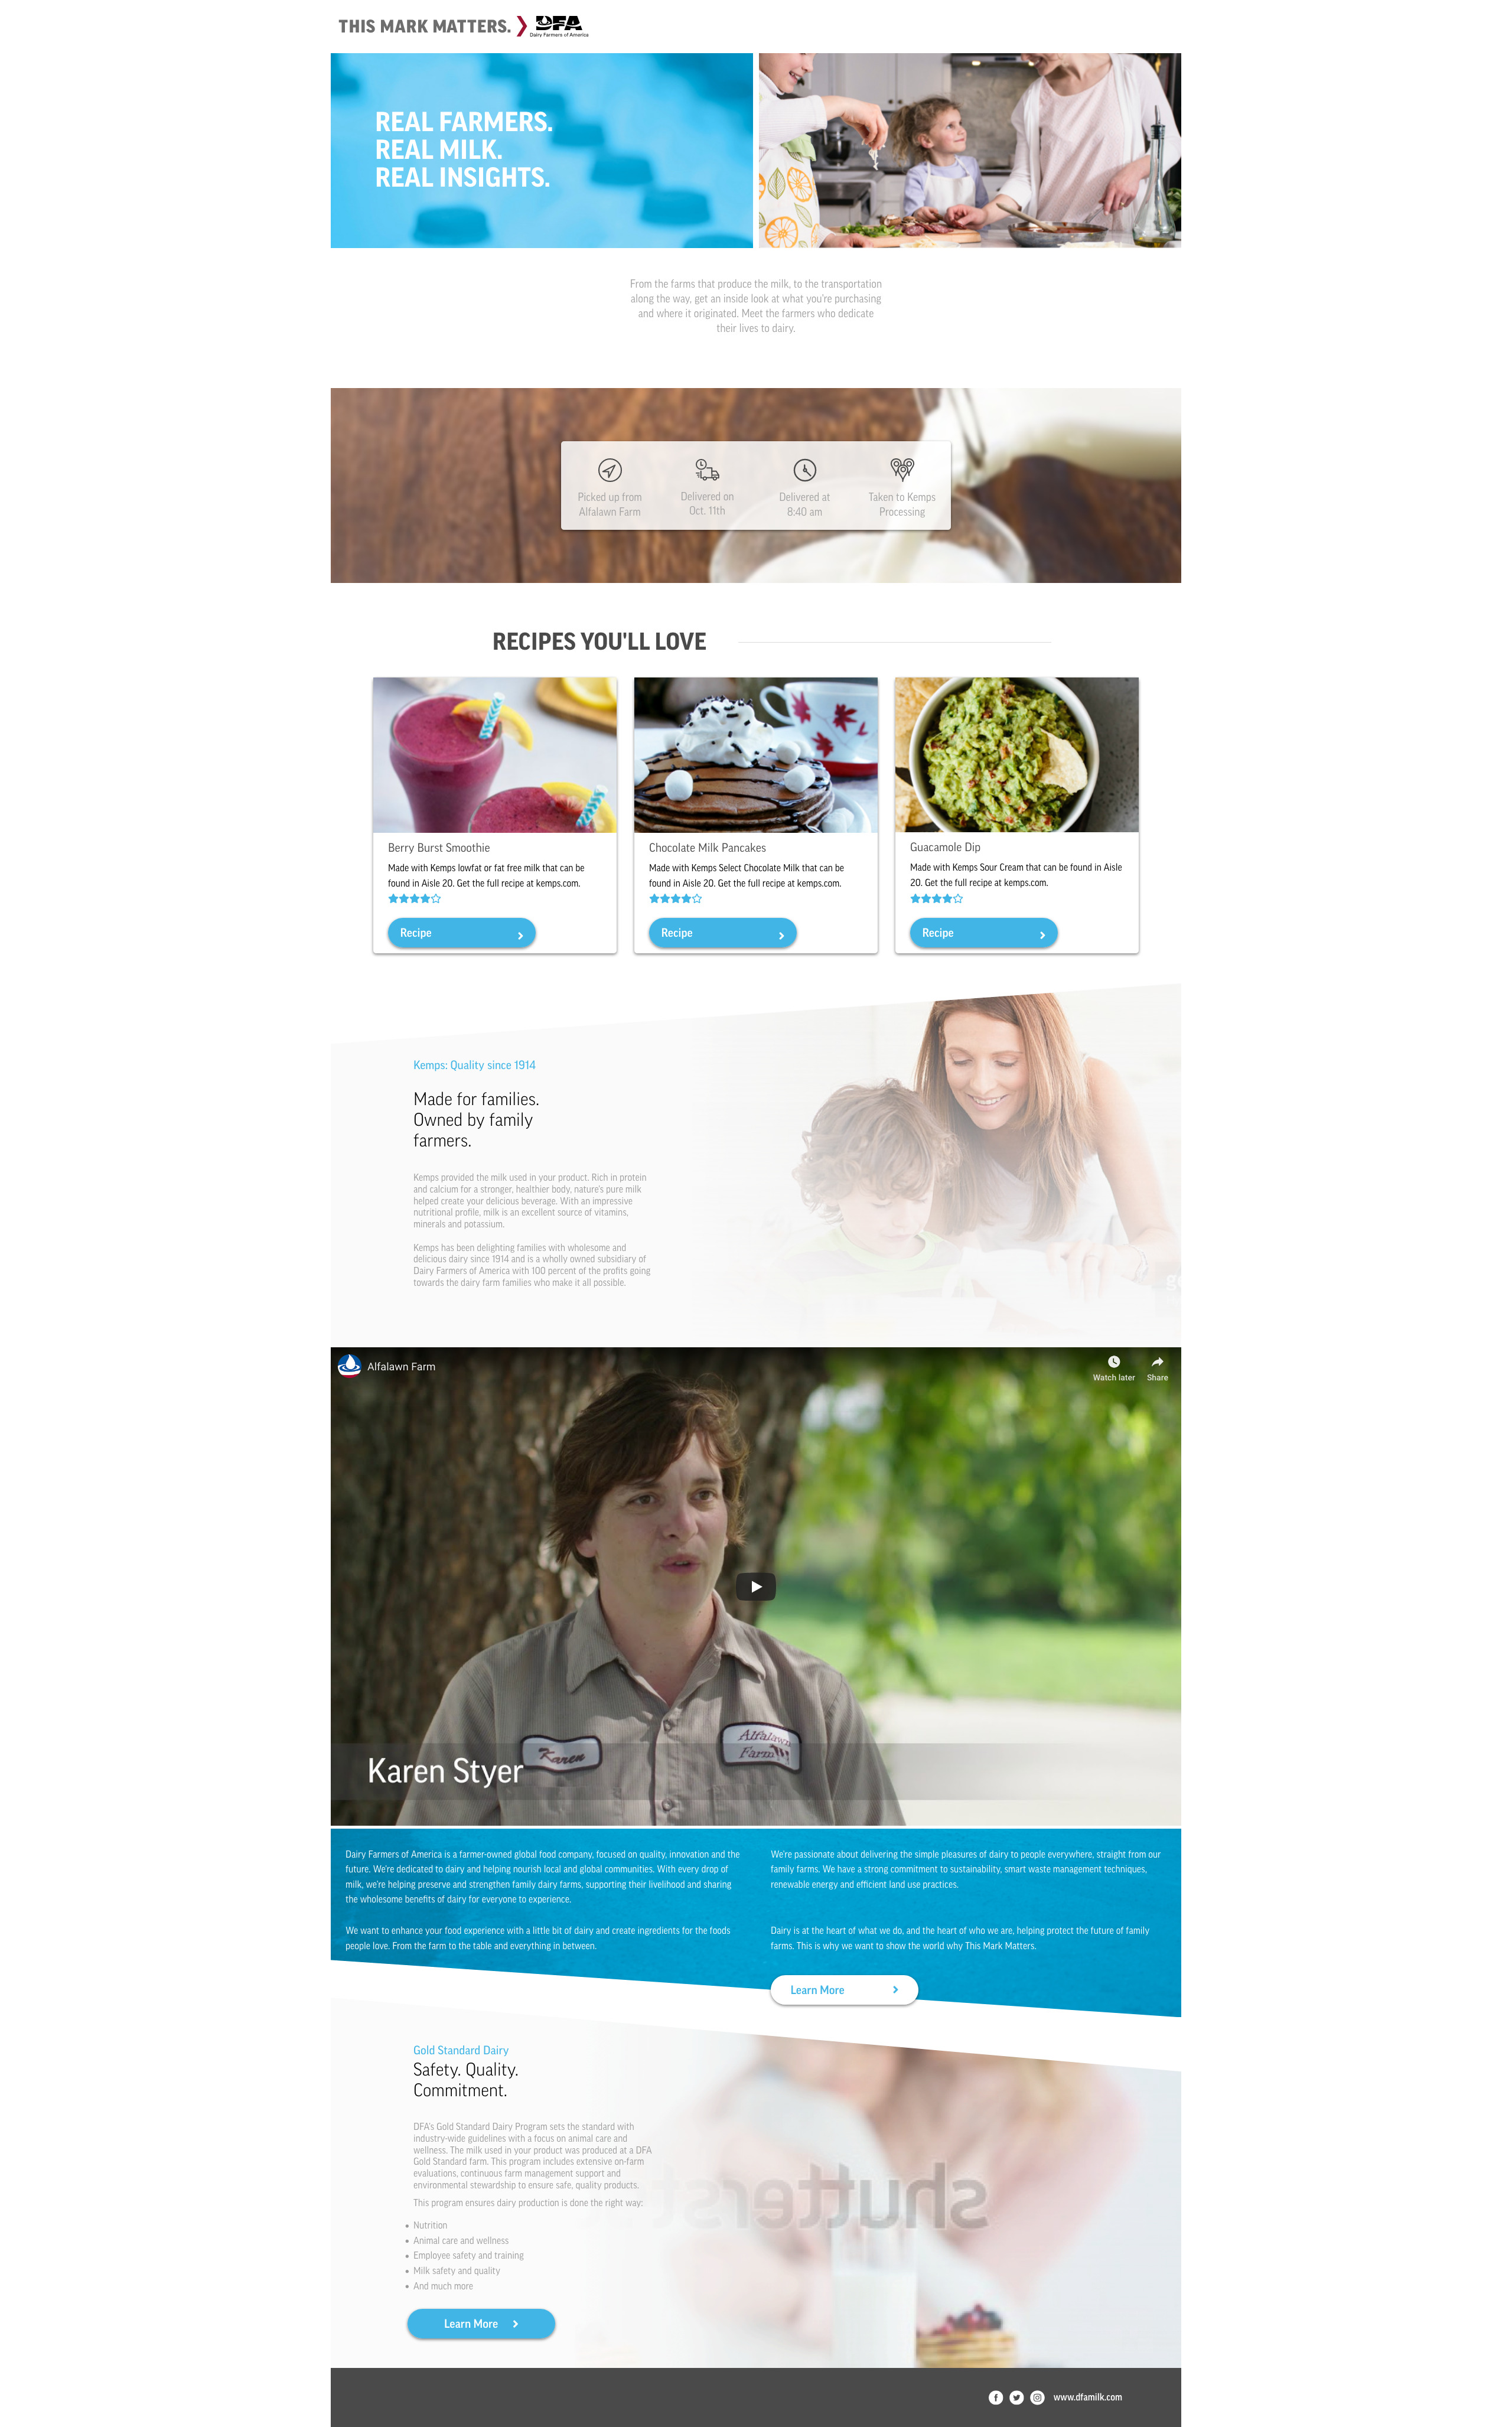 THIS MARK MATTERS.
DFA
Dairy Farmers of America
REAL FARMERS.
REAL MILK.
REAL INSIGHTS.
From the farms that produce the milk, to the transportation
along the way, get an inside look at what you're purchasing
and where it originated. Meet the farmers who dedicate
their lives to dairy.
Picked up from
Alfalawn Farm
Delivered on
Oct. 11th
Delivered at
8:40 am
Taken to Kemps
Processing
RECIPES YOU'LL LOVE
Berry Burst Smoothie
Made with Kemps lowfat or fat free milk that can be
found in Aisle 20. Get the full recipe at kemps.com.
Recipe
Chocolate Milk Pancakes
Made with Kemps Select Chocolate Milk that can be
found in Aisle 20. Get the full recipe at kemps.com.
Recipe
Guacamole Dip
Made with Kemps Sour Cream that can be found in Aisle
20. Get the full recipe at kemps.com.
Recipe
Kemps: Quality since 1914
Made for families.
Owned by family
farmers.
Kemps provided the milk used in your product. Rich in protein
and calcium for a stronger, healthier body, nature's pure milk
helped create your delicious beverage. With an impressive
nutritional profile, milk is an excellent source of vitamins,
minerals and potassium.
Kemps has been delighting families with wholesome and
delicious dairy since 1914 and is a wholly owned subsidiary of
Dairy Farmers of America with 100 percent of the profits going
towards the dairy farm families who make it all possible.
Alfalawn Farm
Watch later
Share
Karen
Alfalawn
Farm
Karen Styer
Dairy Farmers of America is a farmer-owned global food company, focused on quality, innovation and the
future. We're dedicated to dairy and helping nourish local and global communities. With every drop of
milk, we're helping preserve and strengthen family dairy farms, supporting their livelihood and sharing
the wholesome benefits of dairy for everyone to experience.
We want to enhance your food experience with a little bit of dairy and create ingredients for the foods
people love. From the farm to the table and everything in between.
We're passionate about delivering the simple pleasures of dairy to people everywhere, straight from our
family farms. We have a strong commitment to sustainability, smart waste management techniques,
renewable energy and efficient land use practices.
Dairy is at the heart of what we do, and the heart of who we are, helping protect the future of family
farms. This is why we want to show the world why This Mark Matters.
Learn More
Gold Standard Dairy
Safety. Quality.
Commitment.
DFA's Gold Standard Dairy Program sets the standard with
industry-wide guidelines with a focus on animal care and
wellness. The milk used in your product was produced at a DFA
Gold Standard farm. This program includes extensive on-farm
evaluations, continuous farm management support and
environmental stewardship to ensure safe, quality products.
This program ensures dairy production is done the right way:
• Nutrition
• Animal care and wellness
• Employee safety and training
• Milk safety and quality
• And much more
Learn More
www.dfamilk.com